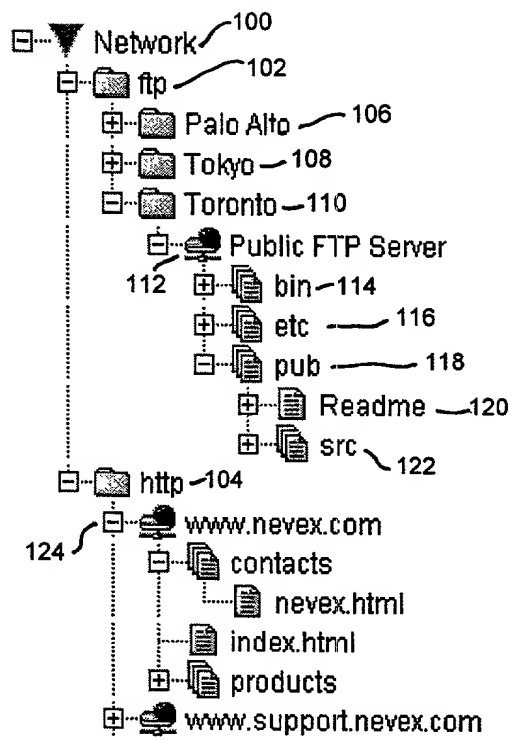 Network 100
ftp 102
Palo Alto 106
Tokyo 108
Toronto 110
Public FTP Server
112
bin 114
etc 116
pub 118
Readme 120
src 122
http 104
124 www.nevex.com
contacts
nevex.html
index.html
products
www.support.nevex.com